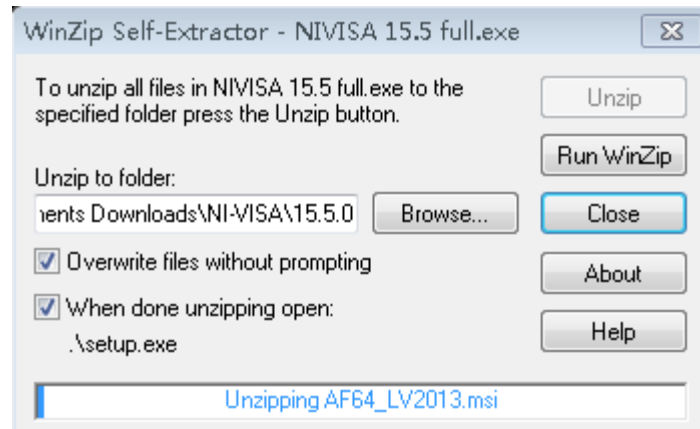 WinZip Self-Extractor - NIVISA 15.5 full.exe
To unzip all files in NIVISA 15.5 full.exe to the
specified folder press the Unzip button.
Unzip to folder:
nents Downloads\NI-VISA\15.5.0
Browse...
Overwrite files without prompting
When done unzipping open:
.\setup.exe
Unzip
Run WinZip
Close
About
Help
Unzipping AF64_LV2013.msi